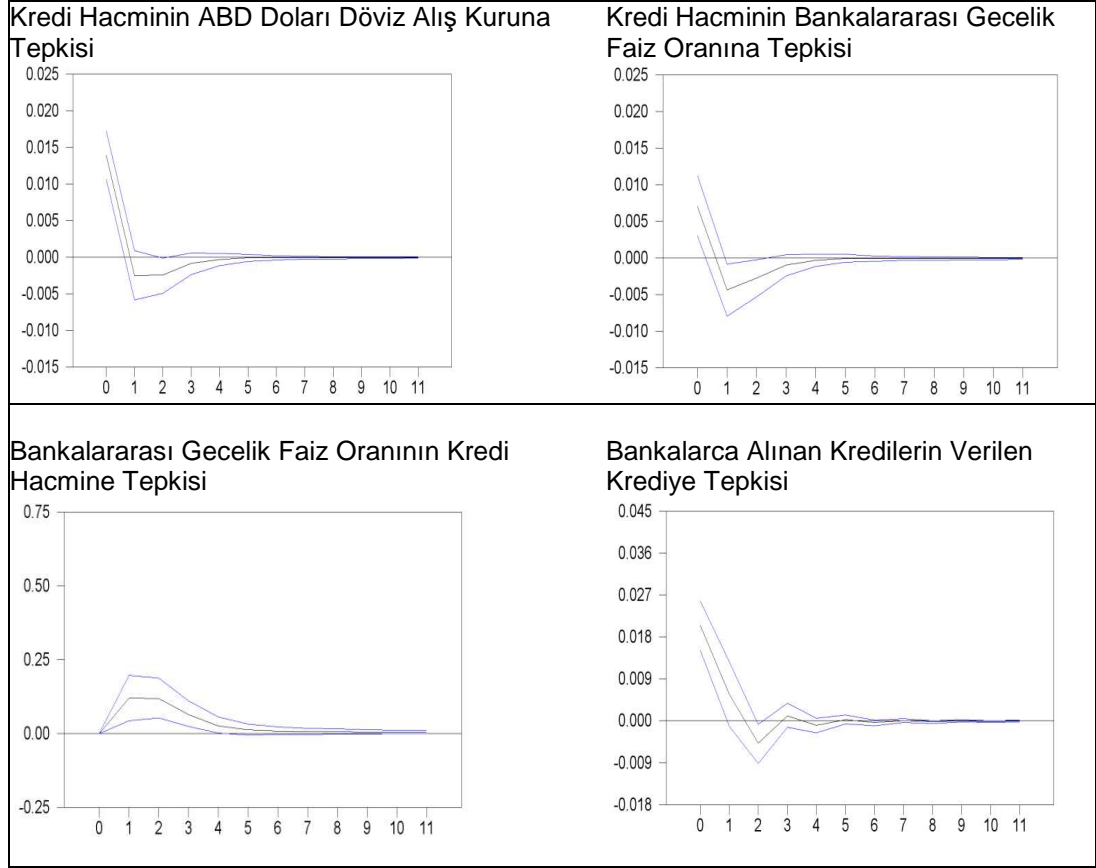 Kredi Hacminin ABD Doları Döviz Alış Kuruna
Tepkisi
0.025
0.020
0.015
0.010
0.005
0.000
-0.005
-0.010
-0.015
0 1 2 3 4 5 6 7 8 9 10 11
Kredi Hacminin Bankalararası Gecelik
Faiz Oranına Tepkisi
0.025
0.020
0.015
0.010
0.005
0.000
-0.005
-0.010
-0.015
0 1 2 3 4 5 6 7 8 9 10 11
Bankalararası Gecelik Faiz Oranının Kredi
Hacmine Tepkisi
0.75
0.50
0.25
0.00
-0.25
0 1 2 3 4 5 6 7 8 9 10 11
Bankalarca Alınan Kredilerin Verilen
Krediye Tepkisi
0.045
0.036
0.027
0.018
0.009
0.000
-0.009
-0.018
0 1 2 3 4 5 6 7 8 9 10 11